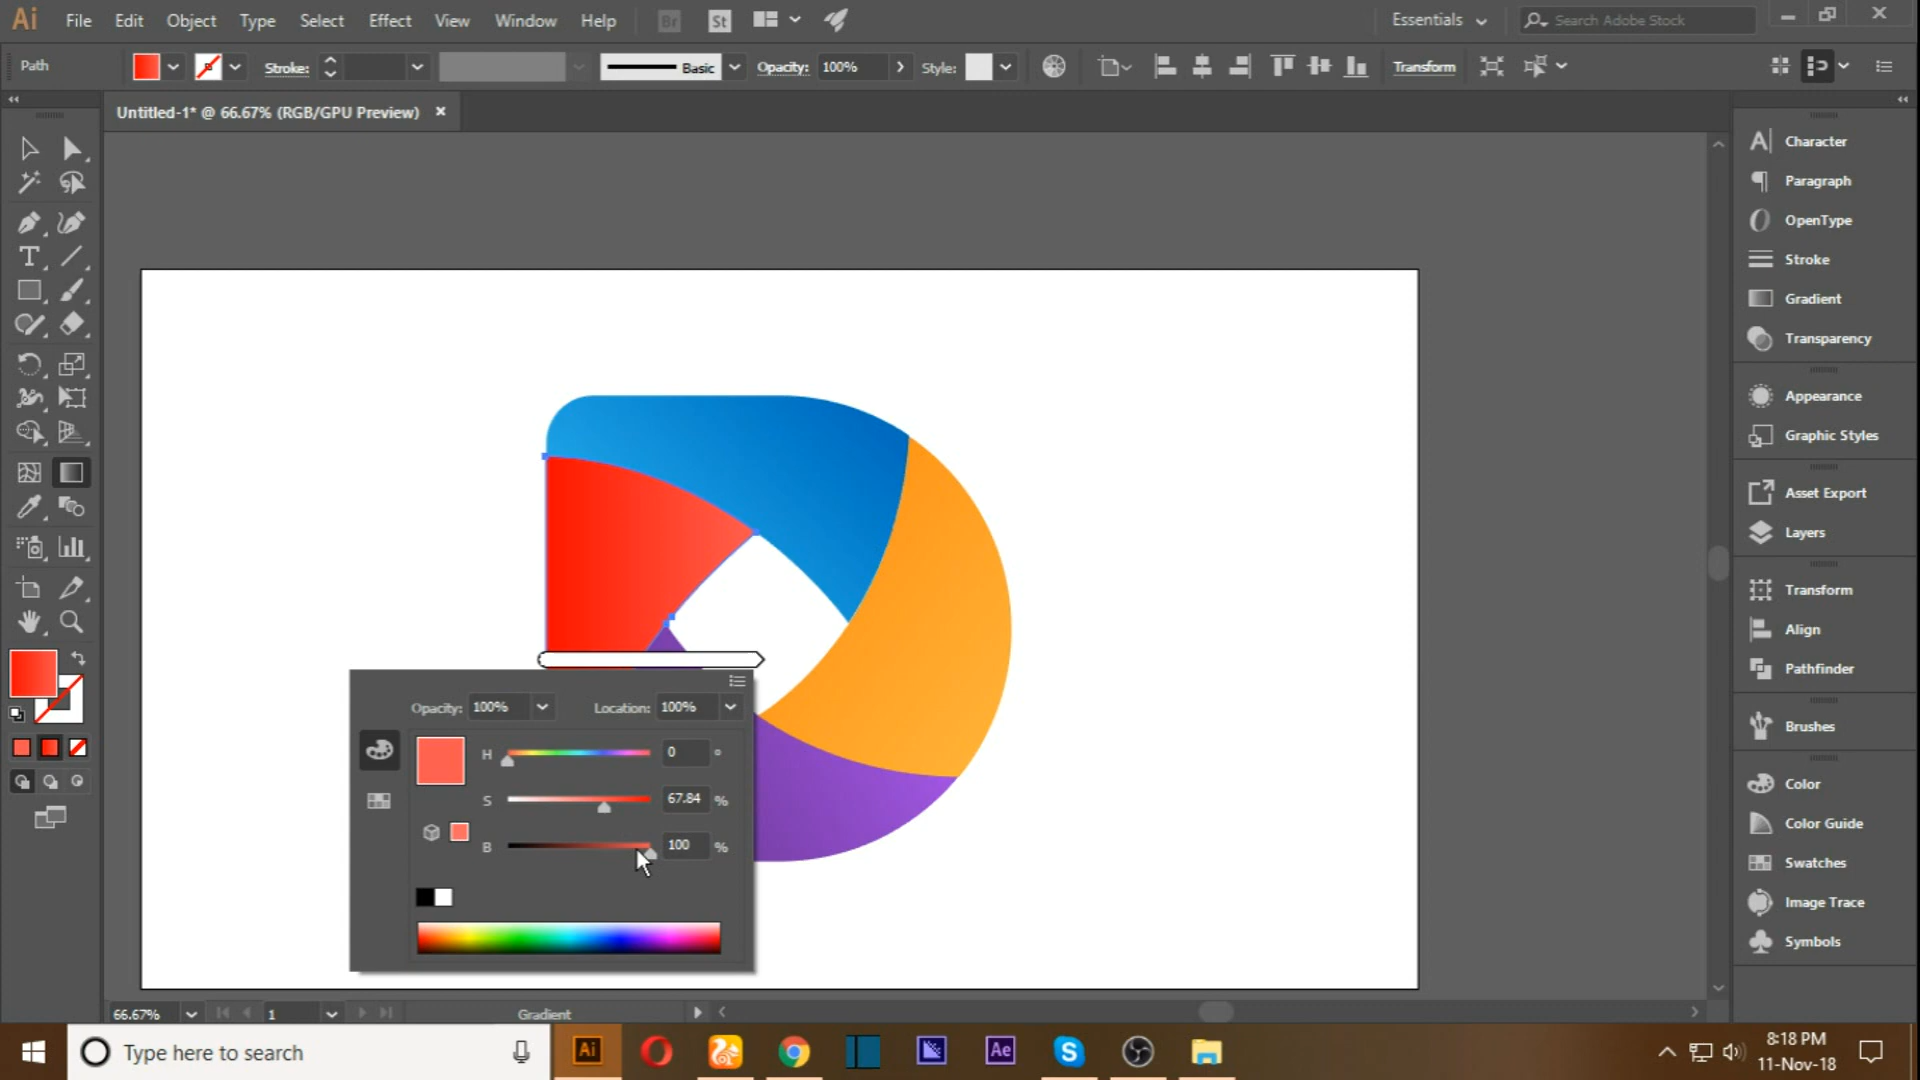 Ai File Edit Object Type Select Effect View Window Help Br St Essentials Search Adobe Stock
Path Stroke: Basic Opacity: 100% Style: Transform
Untitled-1* @ 66.67% (RGB/GPU Preview)
Character
Paragraph
OpenType
Stroke
Gradient
Transparency
Appearance
Graphic Styles
Asset Export
Layers
Transform
Align
Pathfinder
Brushes
Color
Color Guide
Swatches
Image Trace
Symbols
Opacity: 100% Location: 100%
H 0 °
S 67.84 %
B 100 %
66.67% 1 Gradient
Type here to search Ai Ae S
8:18 PM
11-Nov-18